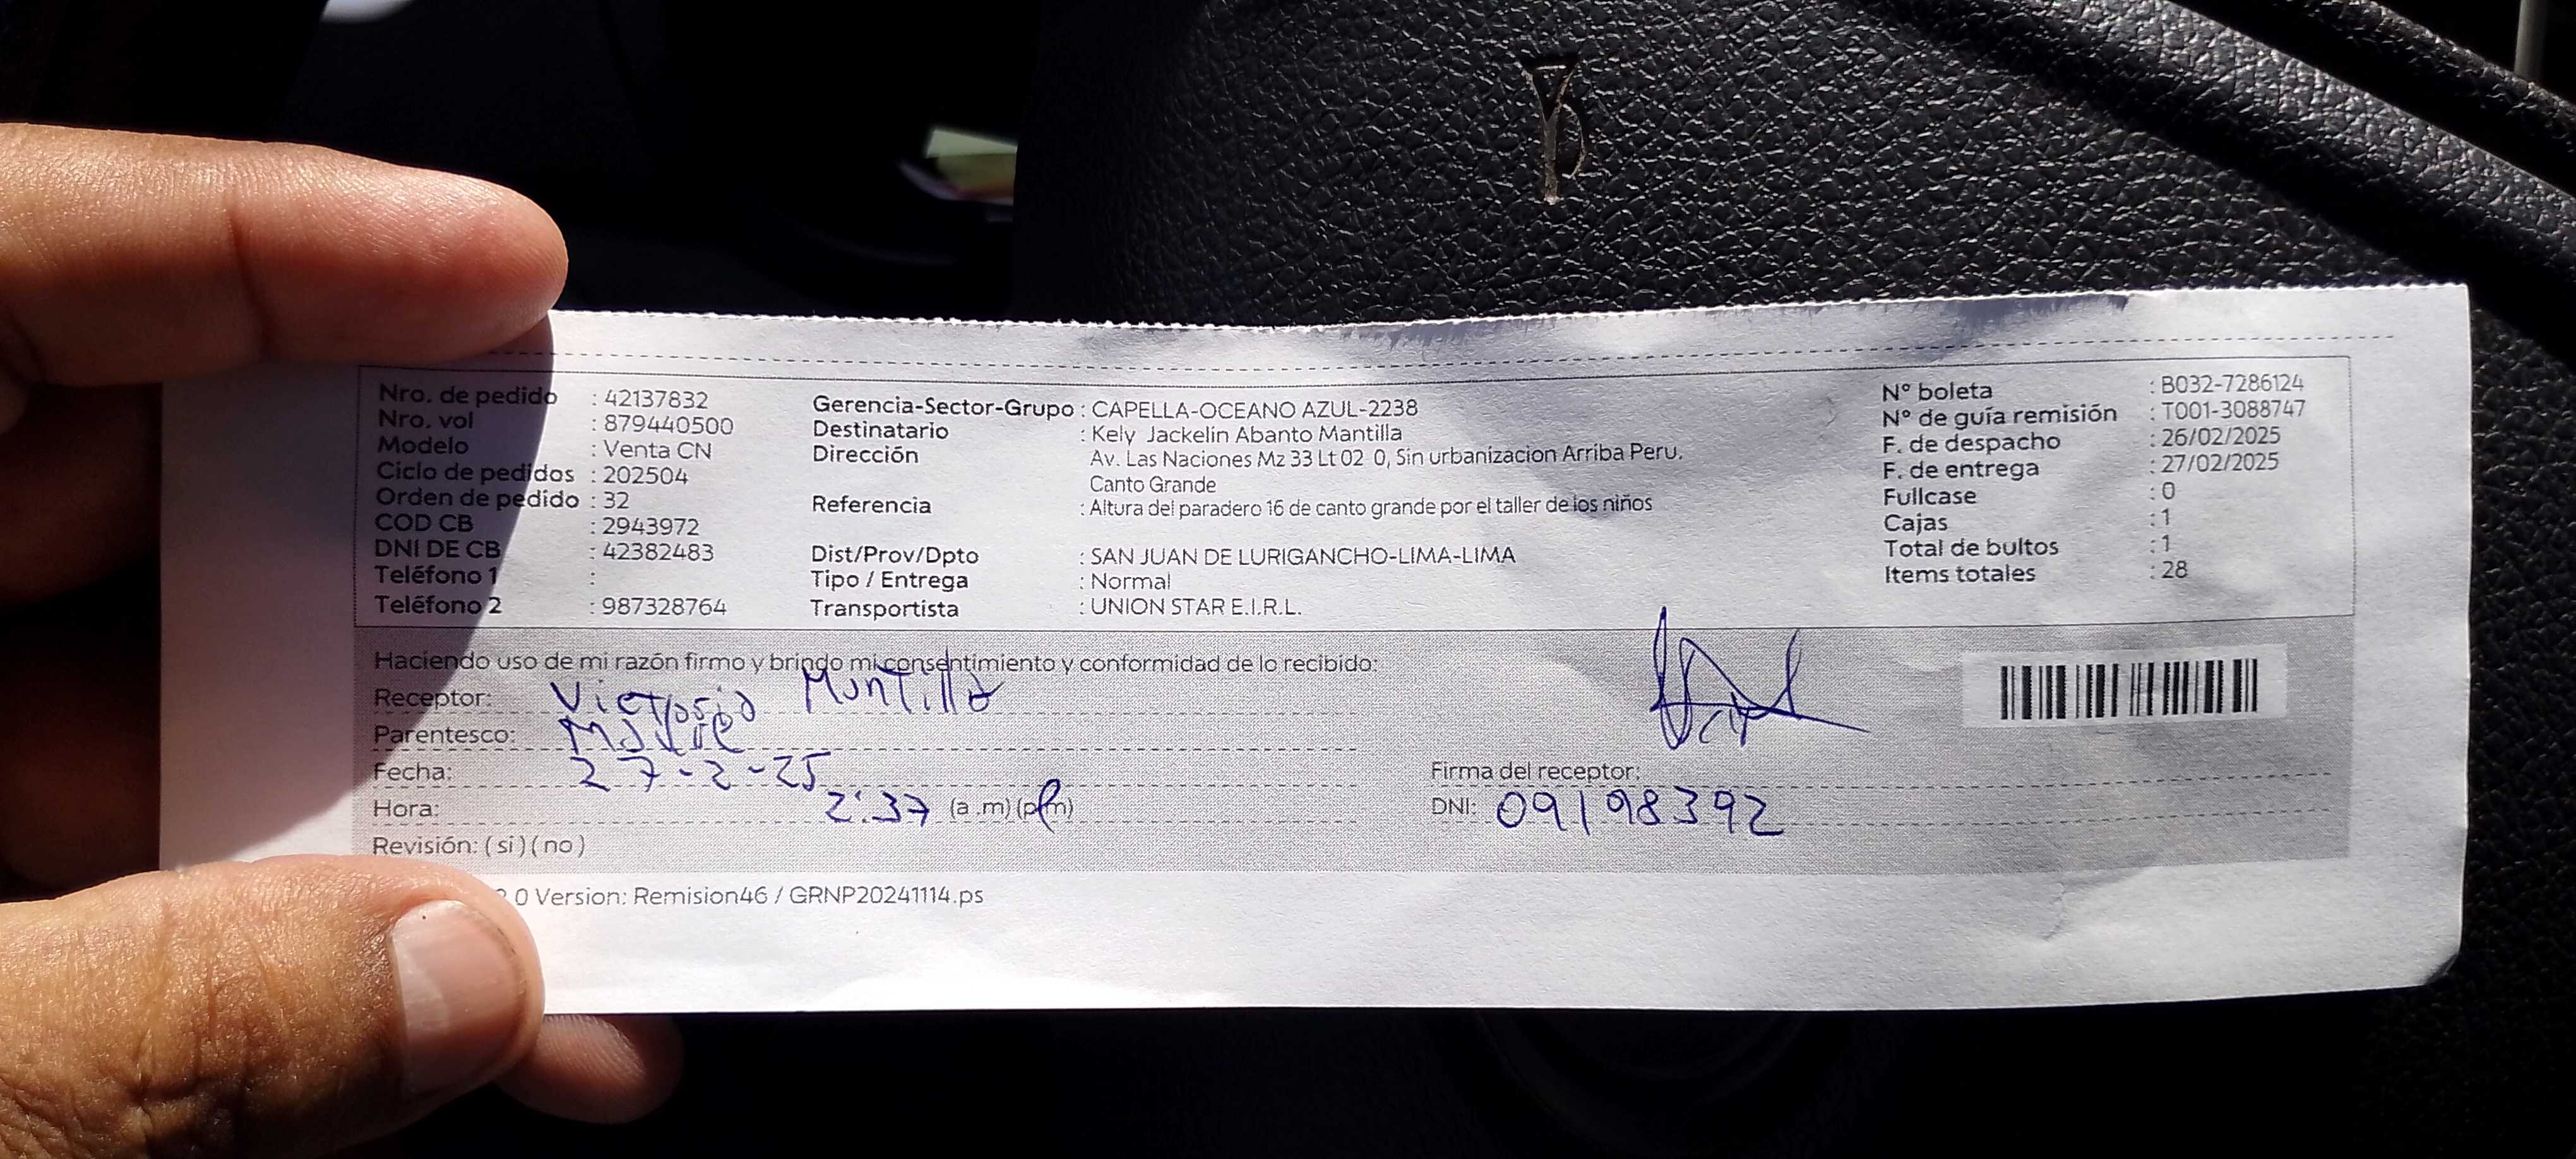 Nro. de pedido : 42137832
Nro. vol : 879440500
Modelo : Venta CN
Ciclo de pedidos : 202504
Orden de pedido : 32
COD CB : 2943972
DNI DE CB : 42382483
Teléfono 1 :
Teléfono 2 : 987328764
Gerencia-Sector-Grupo : CAPELLA-OCEANO AZUL-2238
Destinatario : Kely Jackelin Abanto Mantilla
Dirección Av. Las Naciones Mz 33 Lt 02 0, Sin urbanizacion Arriba Peru.
Canto Grande
Referencia : Altura del paradero 16 de canto grande por el taller de los niños
Dist/Prov/Dpto : SAN JUAN DE LURIGANCHO-LIMA-LIMA
Tipo / Entrega : Normal
Transportista : UNION STAR E.I.R.L.
N° boleta : B032-7286124
N° de guía remisión : T001-3088747
F. de despacho : 26/02/2025
F. de entrega : 27/02/2025
Fullcase : 0
Cajas : 1
Total de bultos : 1
Items totales : 28
Haciendo uso de mi razón firmo y brindo mi consentimiento y conformidad de lo recibido:
Receptor: Mantilla
Parentesco: Madre
Fecha: 27-2-25
Hora: 2:37 (a.m)(pm)
Revisión: (si)(no)
Firma del receptor:
DNI: 09198392
0 Version: Remision46 / GRNP20241114.ps